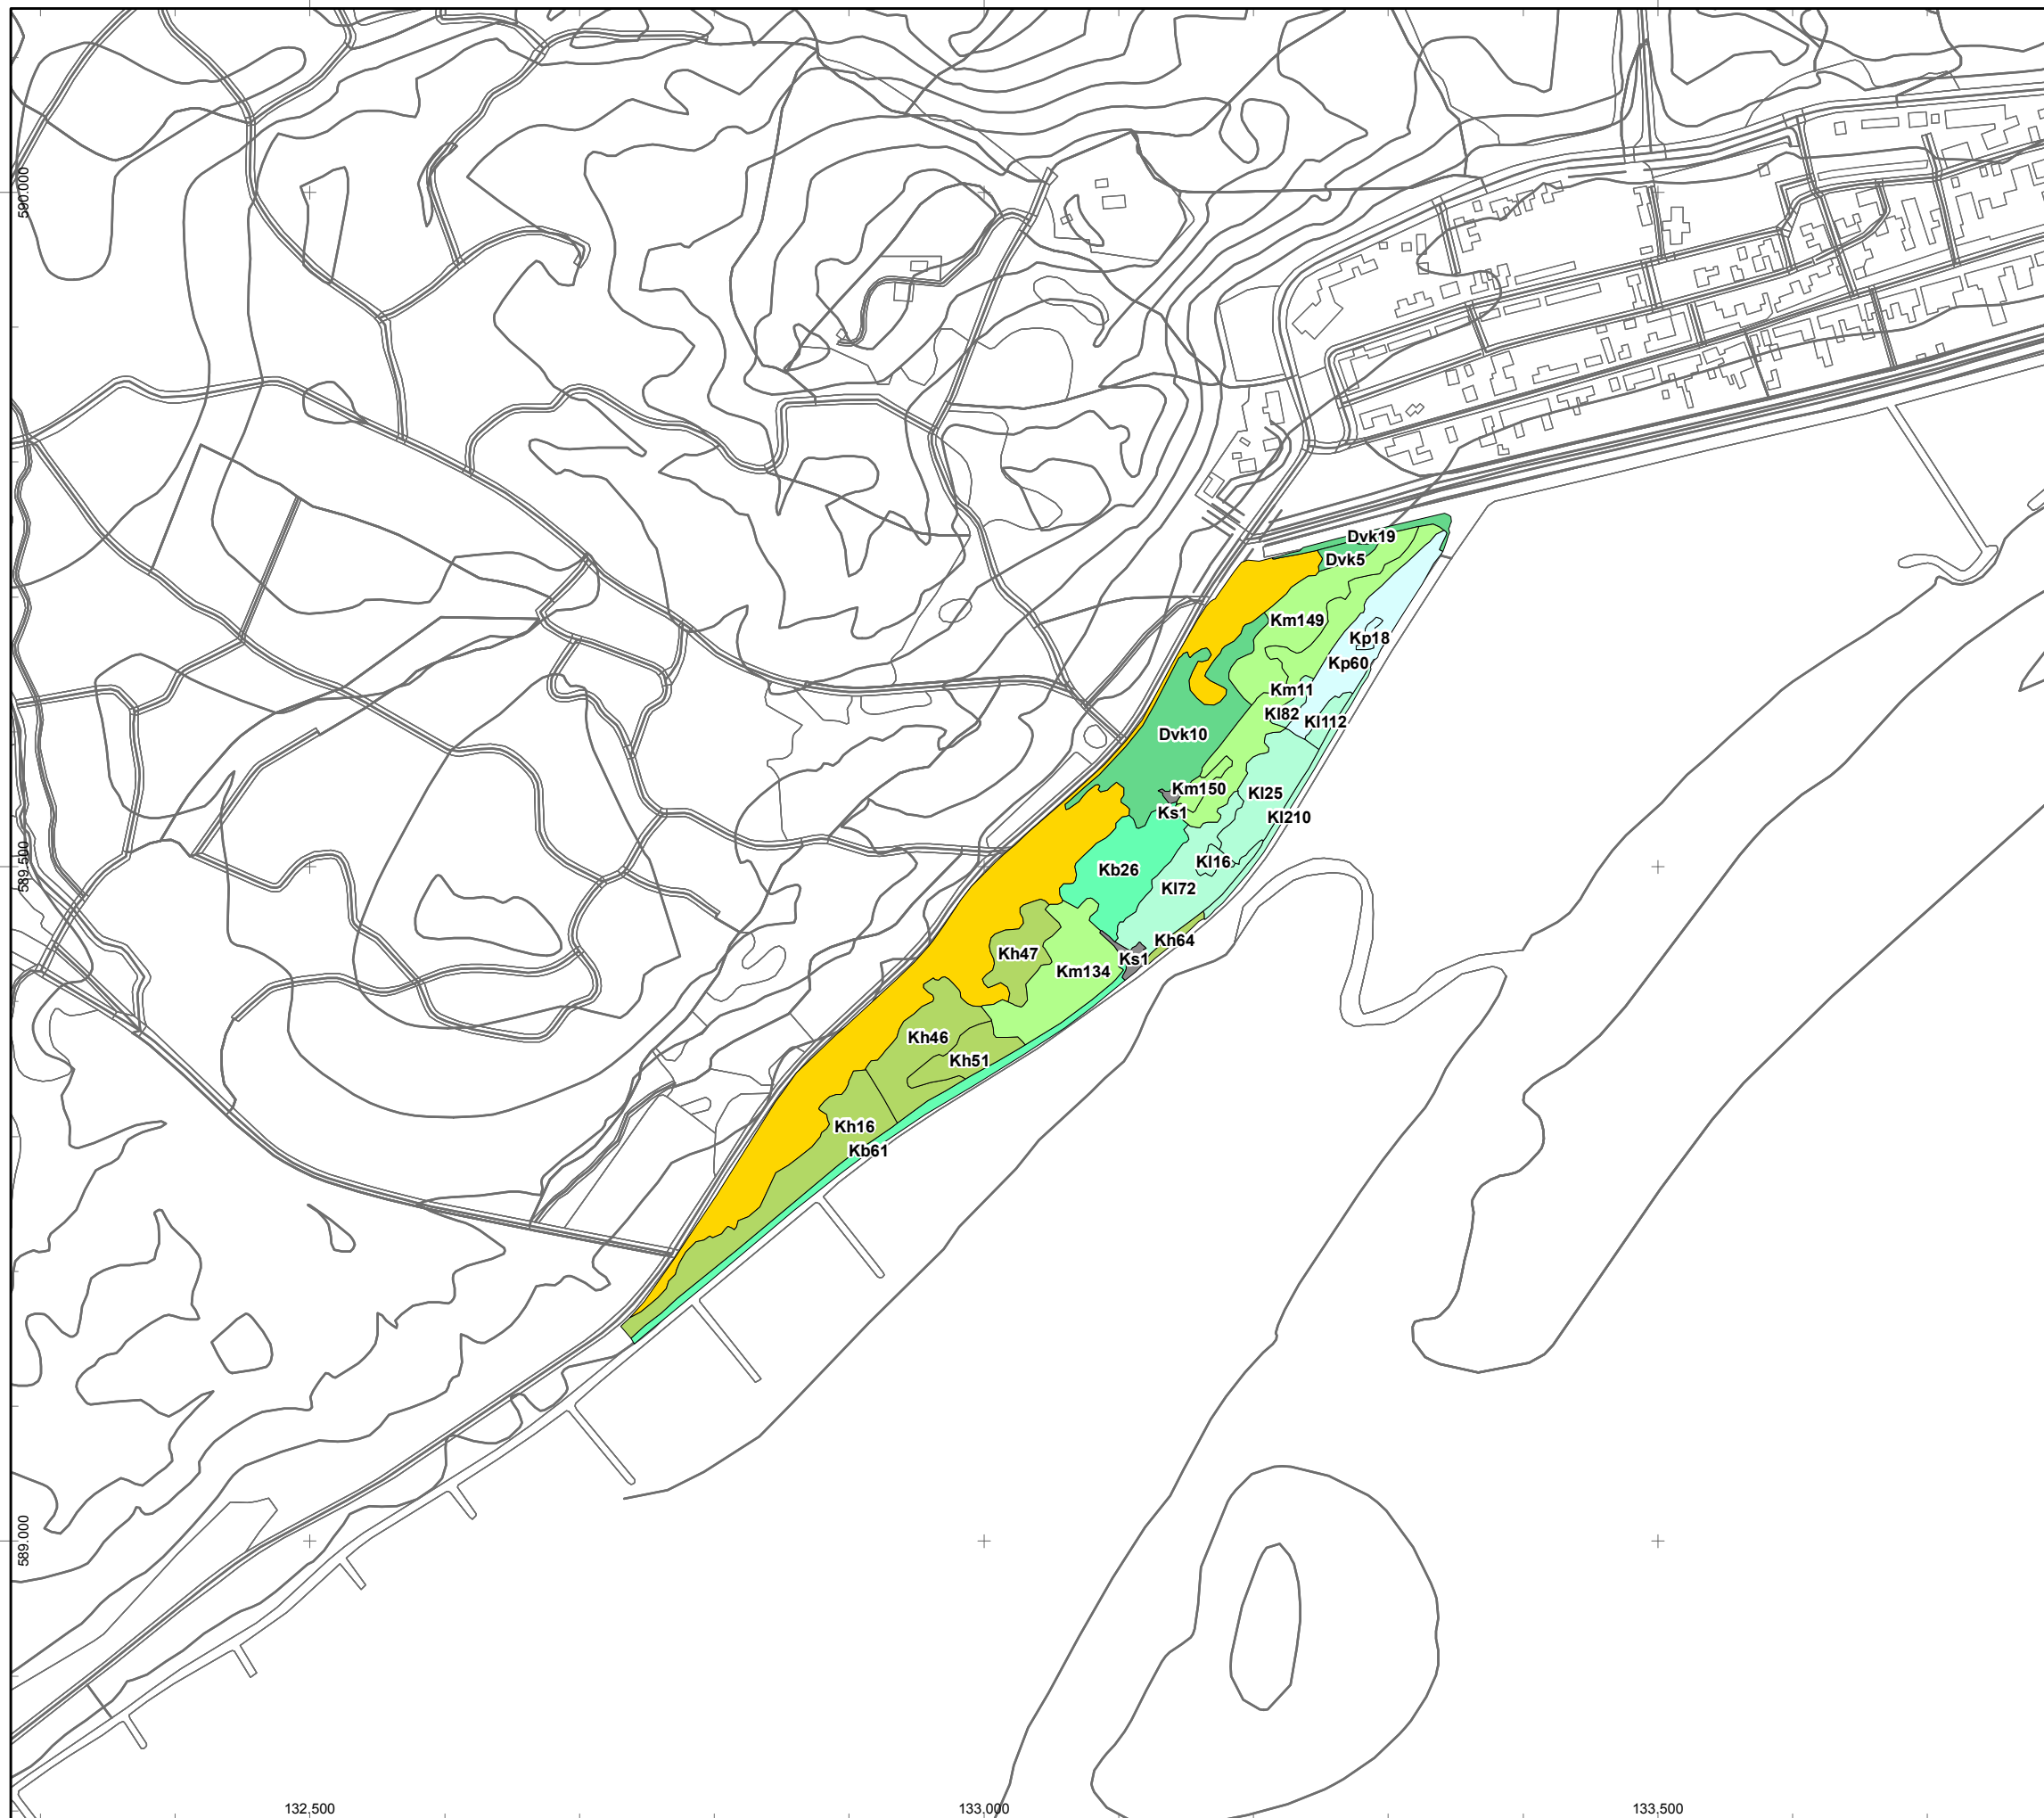 590.000
Dvk19
Dvk5
Km149
Kp18
Kp60
Km11
Kl82
Kl112
Dvk10
Km150
Kl25
Ks1
Kl210
589.500
Kl16
Kb26
Kl72
Kh64
Kh47
Ks1
Km134
Kh46
Kh51
Kh16
Kb61
589.000
132.500
133.000
133.500